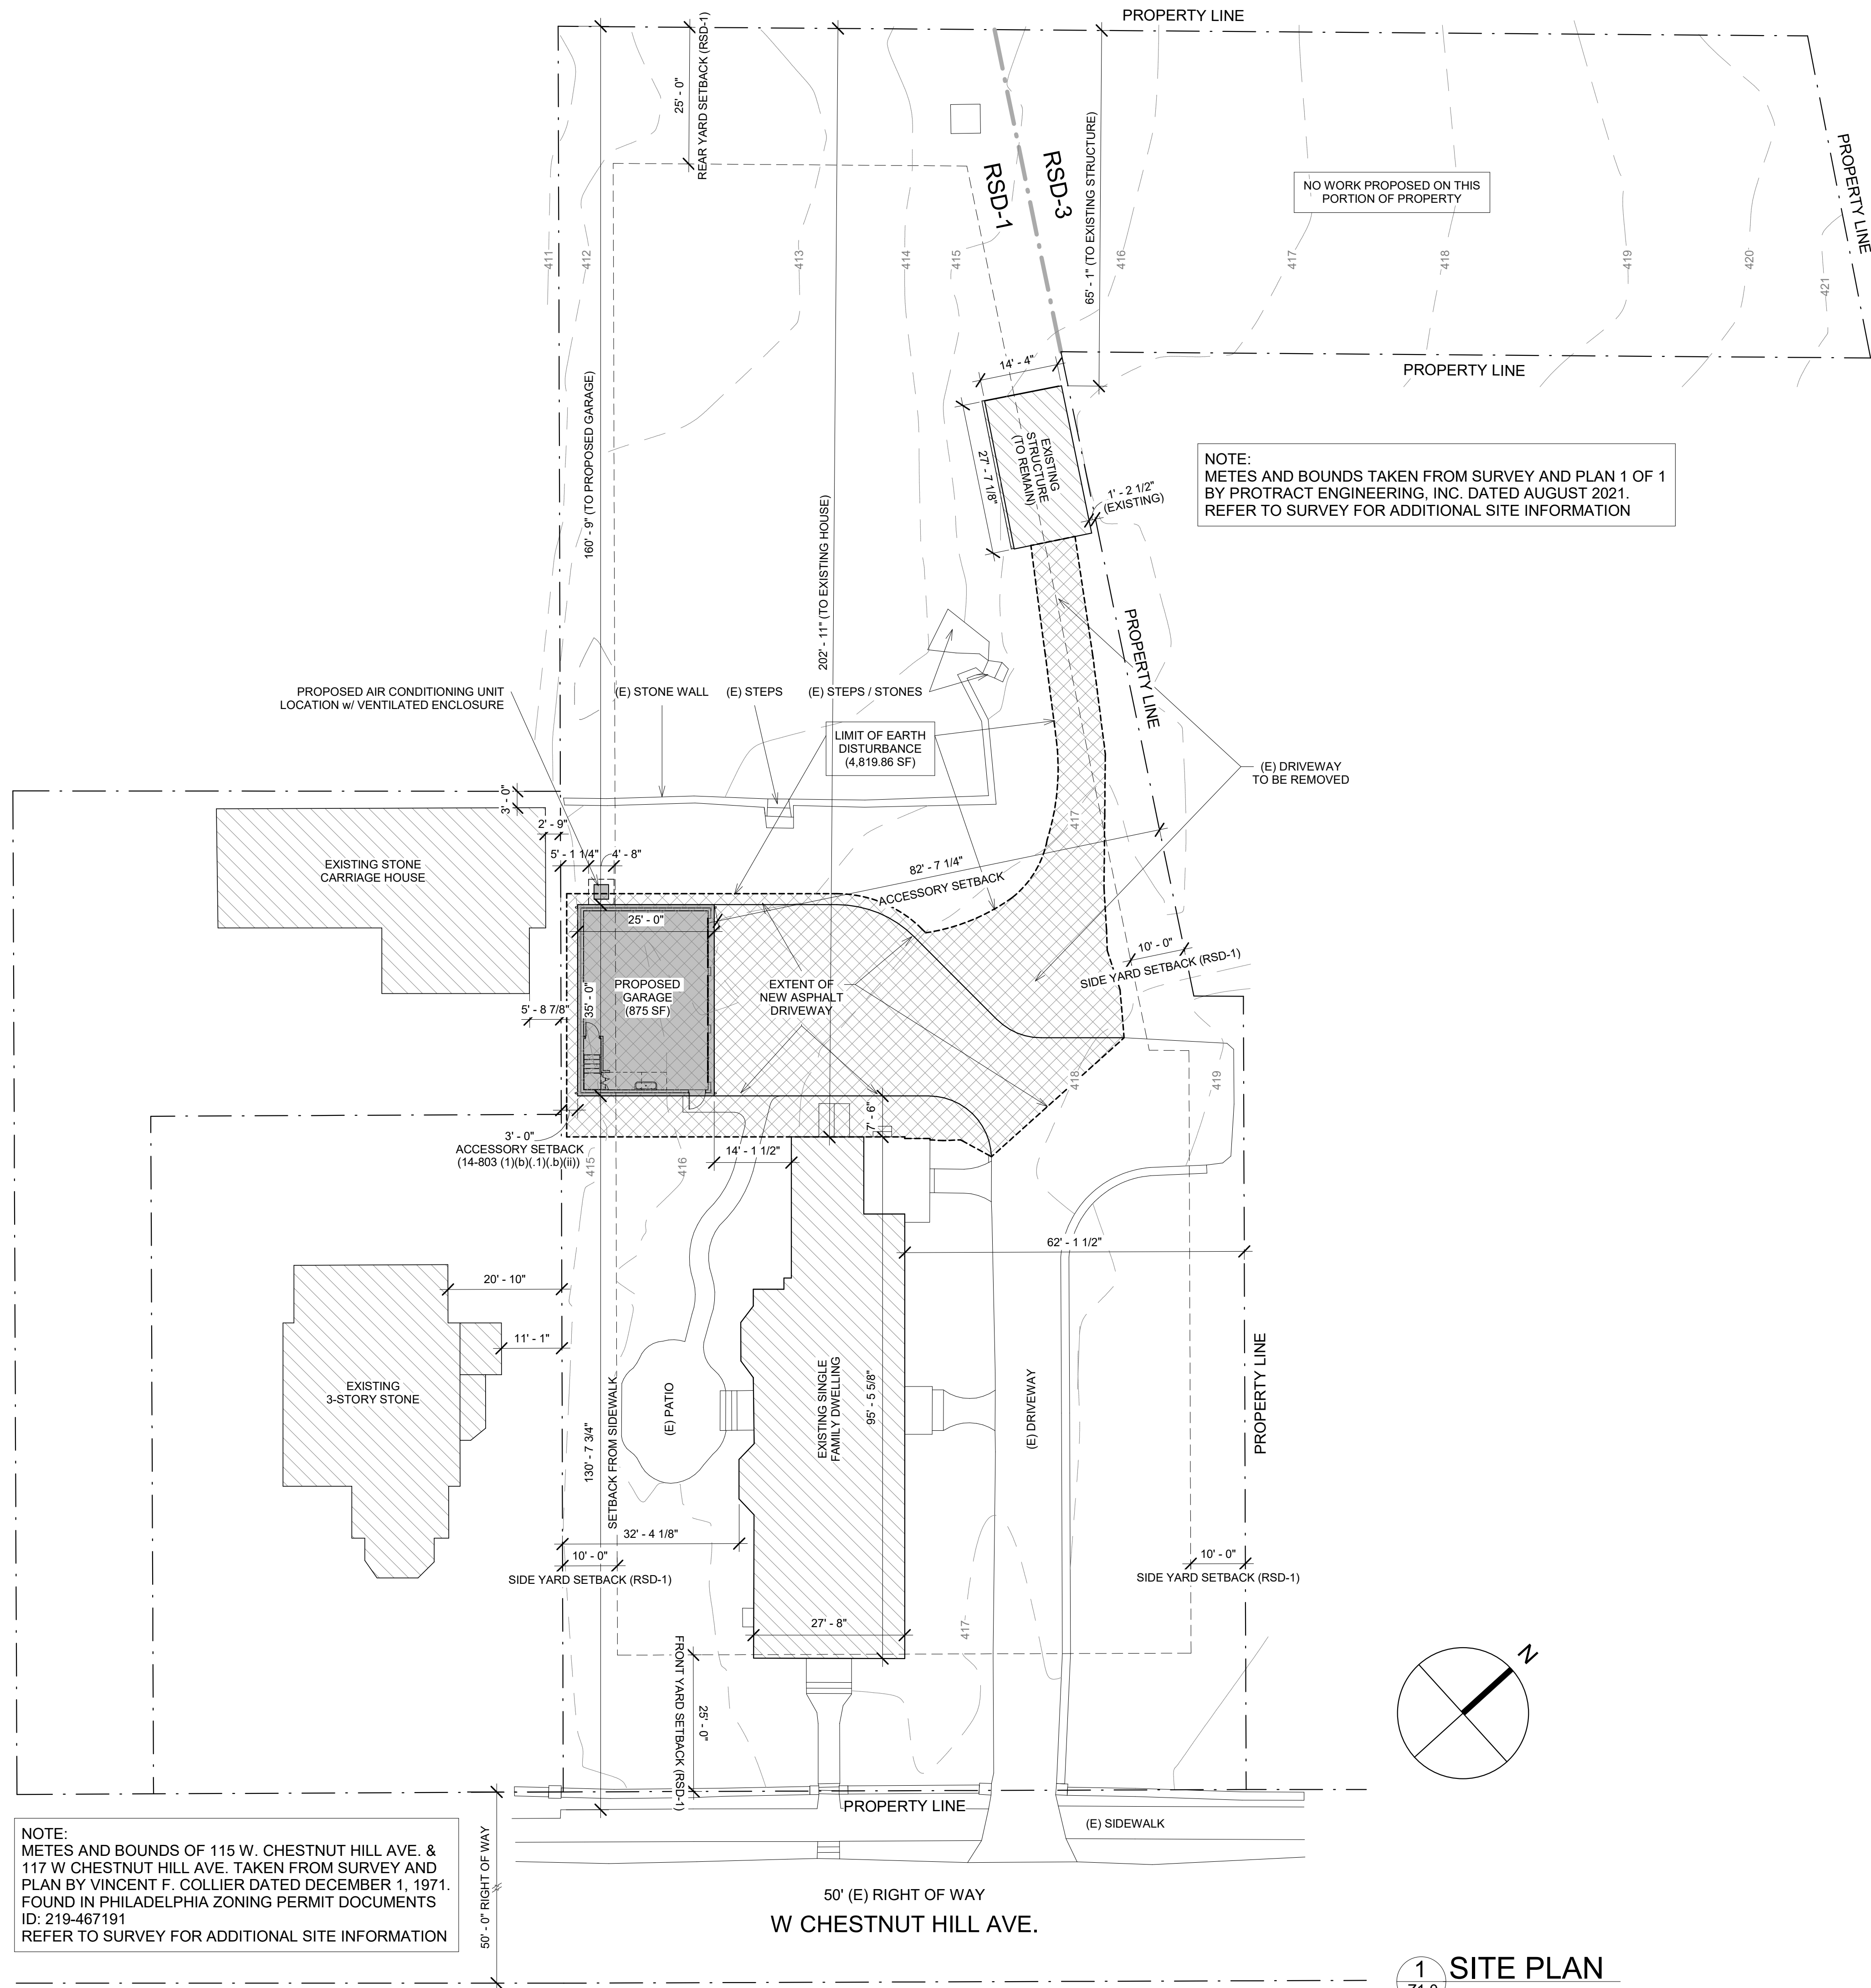 PROPERTY LINE
25' - 0"
REAR YARD SETBACK (RSD-1)
RSD-1
RSD-3
65' - 1" (TO EXISTING STRUCTURE)
NO WORK PROPOSED ON THIS
PORTION OF PROPERTY
PROPERTY LINE
411
412
413
414
415
416
417
418
419
420
421
PROPERTY LINE
14' - 4"
160' - 9" (TO PROPOSED GARAGE)
202' - 11" (TO EXISTING HOUSE)
27' - 7 1/8"
EXISTING
STRUCTURE
(TO REMAIN)
1' - 2 1/2"
(EXISTING)
NOTE:
METES AND BOUNDS TAKEN FROM SURVEY AND PLAN 1 OF 1
BY PROTRACT ENGINEERING, INC. DATED AUGUST 2021.
REFER TO SURVEY FOR ADDITIONAL SITE INFORMATION
PROPERTY LINE
PROPOSED AIR CONDITIONING UNIT
LOCATION w/ VENTILATED ENCLOSURE
(E) STONE WALL
(E) STEPS
(E) STEPS / STONES
LIMIT OF EARTH
DISTURBANCE
(4,819.86 SF)
(E) DRIVEWAY
TO BE REMOVED
3' - 0"
2' - 9"
417
5' - 1 1/4"
4' - 8"
EXISTING STONE
CARRIAGE HOUSE
82' - 7 1/4"
ACCESSORY SETBACK
25' - 0"
10' - 0"
SIDE YARD SETBACK (RSD-1)
PROPOSED
GARAGE
(875 SF)
35' - 0"
EXTENT OF
NEW ASPHALT
DRIVEWAY
5' - 8 7/8"
418
419
3' - 0"
ACCESSORY SETBACK
(14-803 (1)(b)(.1)(.b)(ii))
415
416
7' - 6"
14' - 1 1/2"
62' - 1 1/2"
20' - 10"
11' - 1"
EXISTING
3-STORY STONE
PROPERTY LINE
130' - 7 3/4"
SETBACK FROM SIDEWALK
(E) PATIO
EXISTING SINGLE
FAMILY DWELLING
95' - 5 5/8"
(E) DRIVEWAY
32' - 4 1/8"
10' - 0"
SIDE YARD SETBACK (RSD-1)
10' - 0"
SIDE YARD SETBACK (RSD-1)
27' - 8"
417
FRONT YARD SETBACK (RSD-1)
25' - 0"
N
PROPERTY LINE
(E) SIDEWALK
NOTE:
METES AND BOUNDS OF 115 W. CHESTNUT HILL AVE. &
117 W CHESTNUT HILL AVE. TAKEN FROM SURVEY AND
PLAN BY VINCENT F. COLLIER DATED DECEMBER 1, 1971.
FOUND IN PHILADELPHIA ZONING PERMIT DOCUMENTS
ID: 219-467191
REFER TO SURVEY FOR ADDITIONAL SITE INFORMATION
50' - 0" RIGHT OF WAY
50' (E) RIGHT OF WAY
W CHESTNUT HILL AVE.
1
SITE PLAN